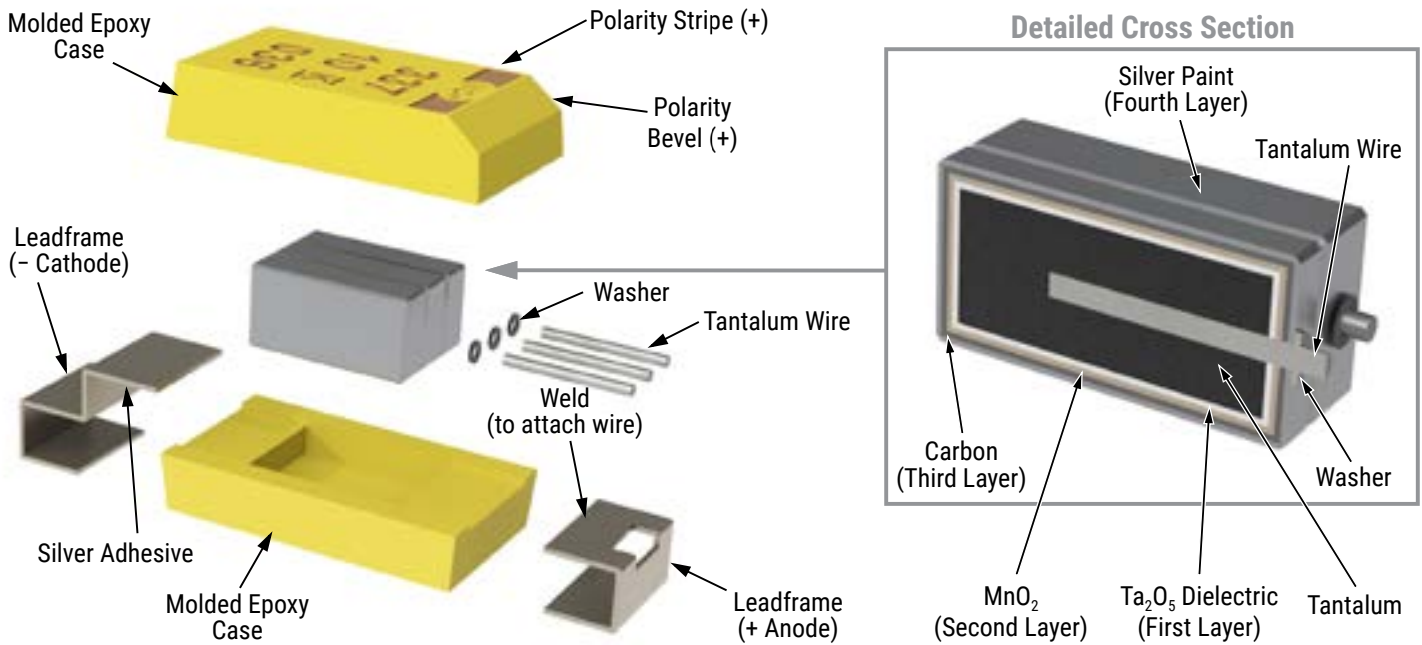 Molded Epoxy
Case
Polarity Stripe (+)
Polarity
Bevel (+)
337
10
Leadframe
(− Cathode)
Washer
Tantalum Wire
Weld
(to attach wire)
Silver Adhesive
Molded Epoxy
Case
Leadframe
(+ Anode)
Detailed Cross Section
Silver Paint
(Fourth Layer)
Tantalum Wire
Carbon
(Third Layer)
Washer
MnO₂
(Second Layer)
Ta₂O₅ Dielectric
(First Layer)
Tantalum